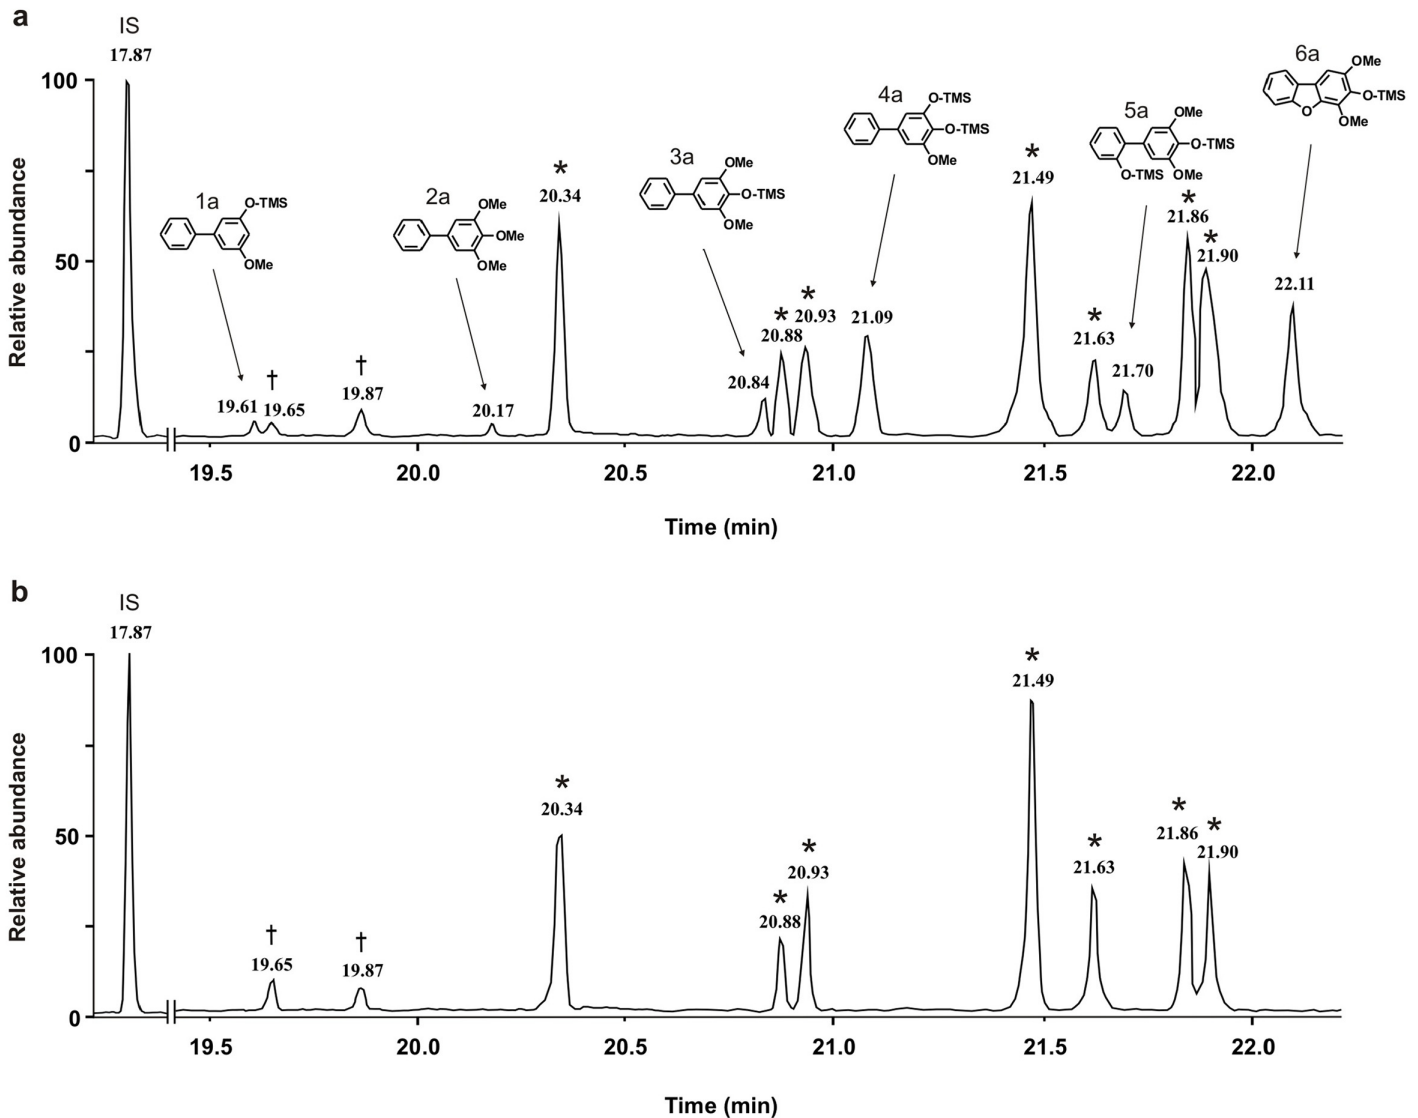 a
IS
17.87
100
50
0
Relative abundance
1a
O-TMS
OMe
19.61
†
19.65
†
19.87
2a
OMe
OMe
OMe
20.17
*
20.34
3a
OMe
O-TMS
OMe
20.84
*
20.88
*
20.93
4a
O-TMS
O-TMS
OMe
21.09
*
21.49
*
21.63
5a
OMe
O-TMS
OMe
O-TMS
21.70
*
21.86
*
21.90
6a
OMe
O-TMS
O
OMe
22.11
19.5 20.0 20.5 21.0 21.5 22.0
Time (min)
b
IS
17.87
100
50
0
Relative abundance
†
19.65
†
19.87
*
20.34
*
20.88
*
20.93
*
21.49
*
21.63
*
21.86
*
21.90
19.5 20.0 20.5 21.0 21.5 22.0
Time (min)